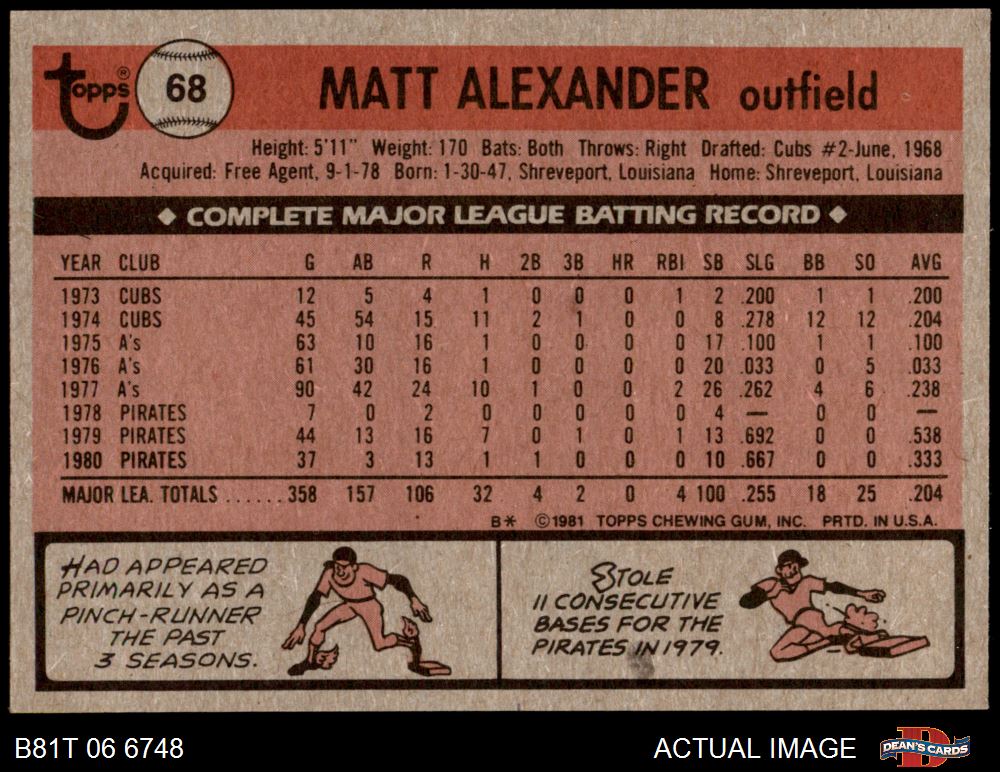 Topps® 68 MATT ALEXANDER outfield
Height: 5'11" Weight: 170 Bats: Both Throws: Right Drafted: Cubs #2-June, 1968
Acquired: Free Agent, 9-1-78 Born: 1-30-47, Shreveport, Louisiana Home: Shreveport, Louisiana
◆ COMPLETE MAJOR LEAGUE BATTING RECORD ◆
YEAR CLUB G AB R H 2B 3B HR RBI SB SLG BB SO AVG
1973 CUBS 12 5 4 1 0 0 0 1 2 .200 1 1 .200
1974 CUBS 45 54 15 11 2 1 0 0 8 .278 12 12 .204
1975 A's 63 10 16 1 0 0 0 0 17 .100 1 1 .100
1976 A's 61 30 16 1 0 0 0 0 20 .033 0 5 .033
1977 A's 90 42 24 10 1 0 0 2 26 .262 4 6 .238
1978 PIRATES 7 0 2 0 0 0 0 0 4 — 0 0 —
1979 PIRATES 44 13 16 7 0 1 0 1 13 .692 0 0 .538
1980 PIRATES 37 3 13 1 1 0 0 0 10 .667 0 0 .333
MAJOR LEA. TOTALS ...... 358 157 106 32 4 2 0 4 100 .255 18 25 .204
B* ©1981 TOPPS CHEWING GUM, INC. PRTD. IN U.S.A.
HAD APPEARED
PRIMARILY AS A
PINCH-RUNNER
THE PAST
3 SEASONS.
STOLE
11 CONSECUTIVE
BASES FOR THE
PIRATES IN 1979.
B81T 06 6748 ACTUAL IMAGE DEAN'S CARDS